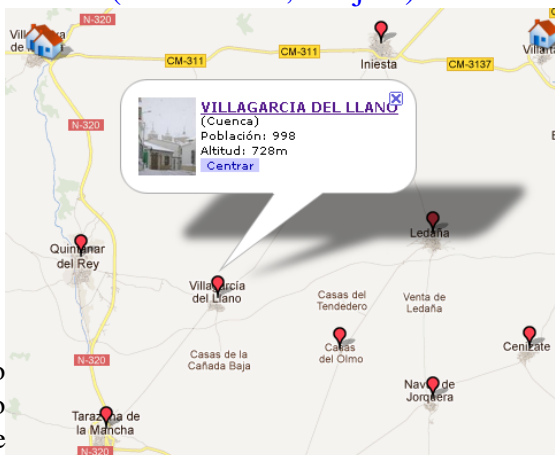 N-320
CM-311
CM-311
Iniesta
CM-3137
VILLAGARCIA DEL LLANO
(Cuenca)
Población: 998
Altitud: 728m
Centrar
N-320
Ledaña
Quintanar
del Rey
Villagarcía
del Llano
Casas del
Tendedero
Venta de
Ledaña
Casas
del Olmo
Cenizate
Casas de la
Cañada Baja
N-320
Navas de
Jorquera
Tarazona de
la Mancha
N-320